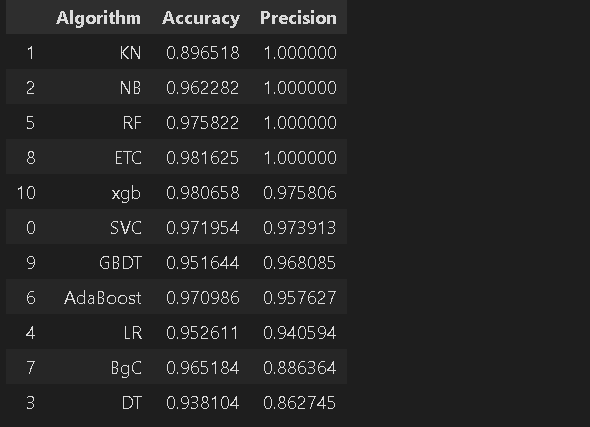 Algorithm Accuracy Precision
1 KN 0.896518 1.000000
2 NB 0.962282 1.000000
5 RF 0.975822 1.000000
8 ETC 0.981625 1.000000
10 xgb 0.980658 0.975806
0 SVC 0.971954 0.973913
9 GBDT 0.951644 0.968085
6 AdaBoost 0.970986 0.957627
4 LR 0.952611 0.940594
7 BgC 0.965184 0.886364
3 DT 0.938104 0.862745